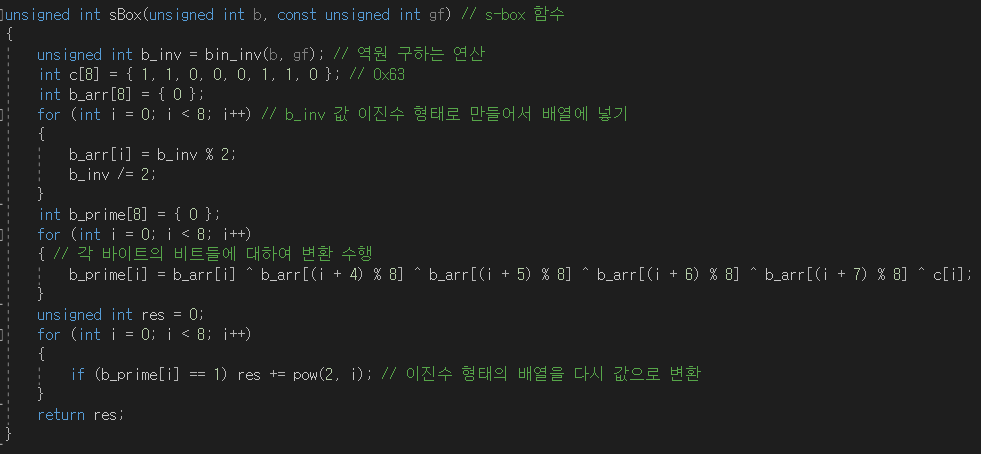 unsigned int sBox(unsigned int b, const unsigned int gf) // s-box 함수
{
    unsigned int b_inv = bin_inv(b, gf); // 역원 구하는 연산
    int c[8] = { 1, 1, 0, 0, 0, 1, 1, 0 }; // 0x63
    int b_arr[8] = { 0 };
    for (int i = 0; i < 8; i++) // b_inv 값 이진수 형태로 만들어서 배열에 넣기
    {
        b_arr[i] = b_inv % 2;
        b_inv /= 2;
    }
    int b_prime[8] = { 0 };
    for (int i = 0; i < 8; i++)
    { // 각 바이트의 비트들에 대하여 변환 수행
        b_prime[i] = b_arr[i] ^ b_arr[(i + 4) % 8] ^ b_arr[(i + 5) % 8] ^ b_arr[(i + 6) % 8] ^ b_arr[(i + 7) % 8] ^ c[i];
    }
    unsigned int res = 0;
    for (int i = 0; i < 8; i++)
    {
        if (b_prime[i] == 1) res += pow(2, i); // 이진수 형태의 배열을 다시 값으로 변환
    }
    return res;
}